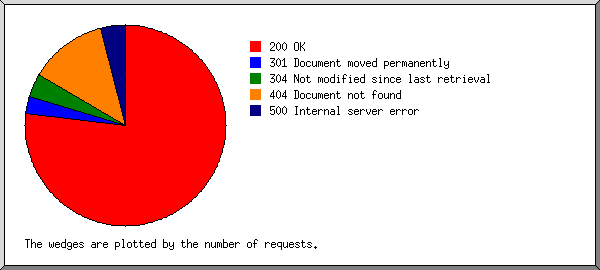 200 OK
301 Document moved permanently
304 Not modified since last retrieval
404 Document not found
500 Internal server error
The wedges are plotted by the number of requests.